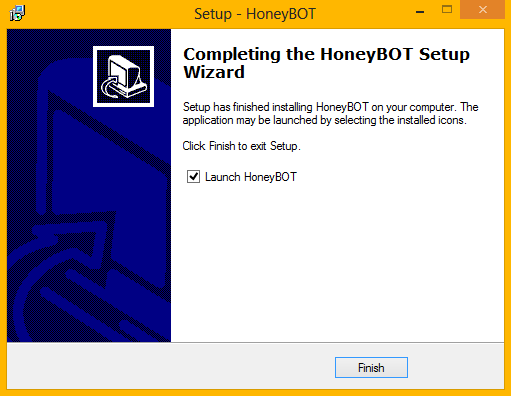 Setup - HoneyBOT
Completing the HoneyBOT Setup
Wizard
Setup has finished installing HoneyBOT on your computer. The
application may be launched by selecting the installed icons.
Click Finish to exit Setup.
Launch HoneyBOT
Finish